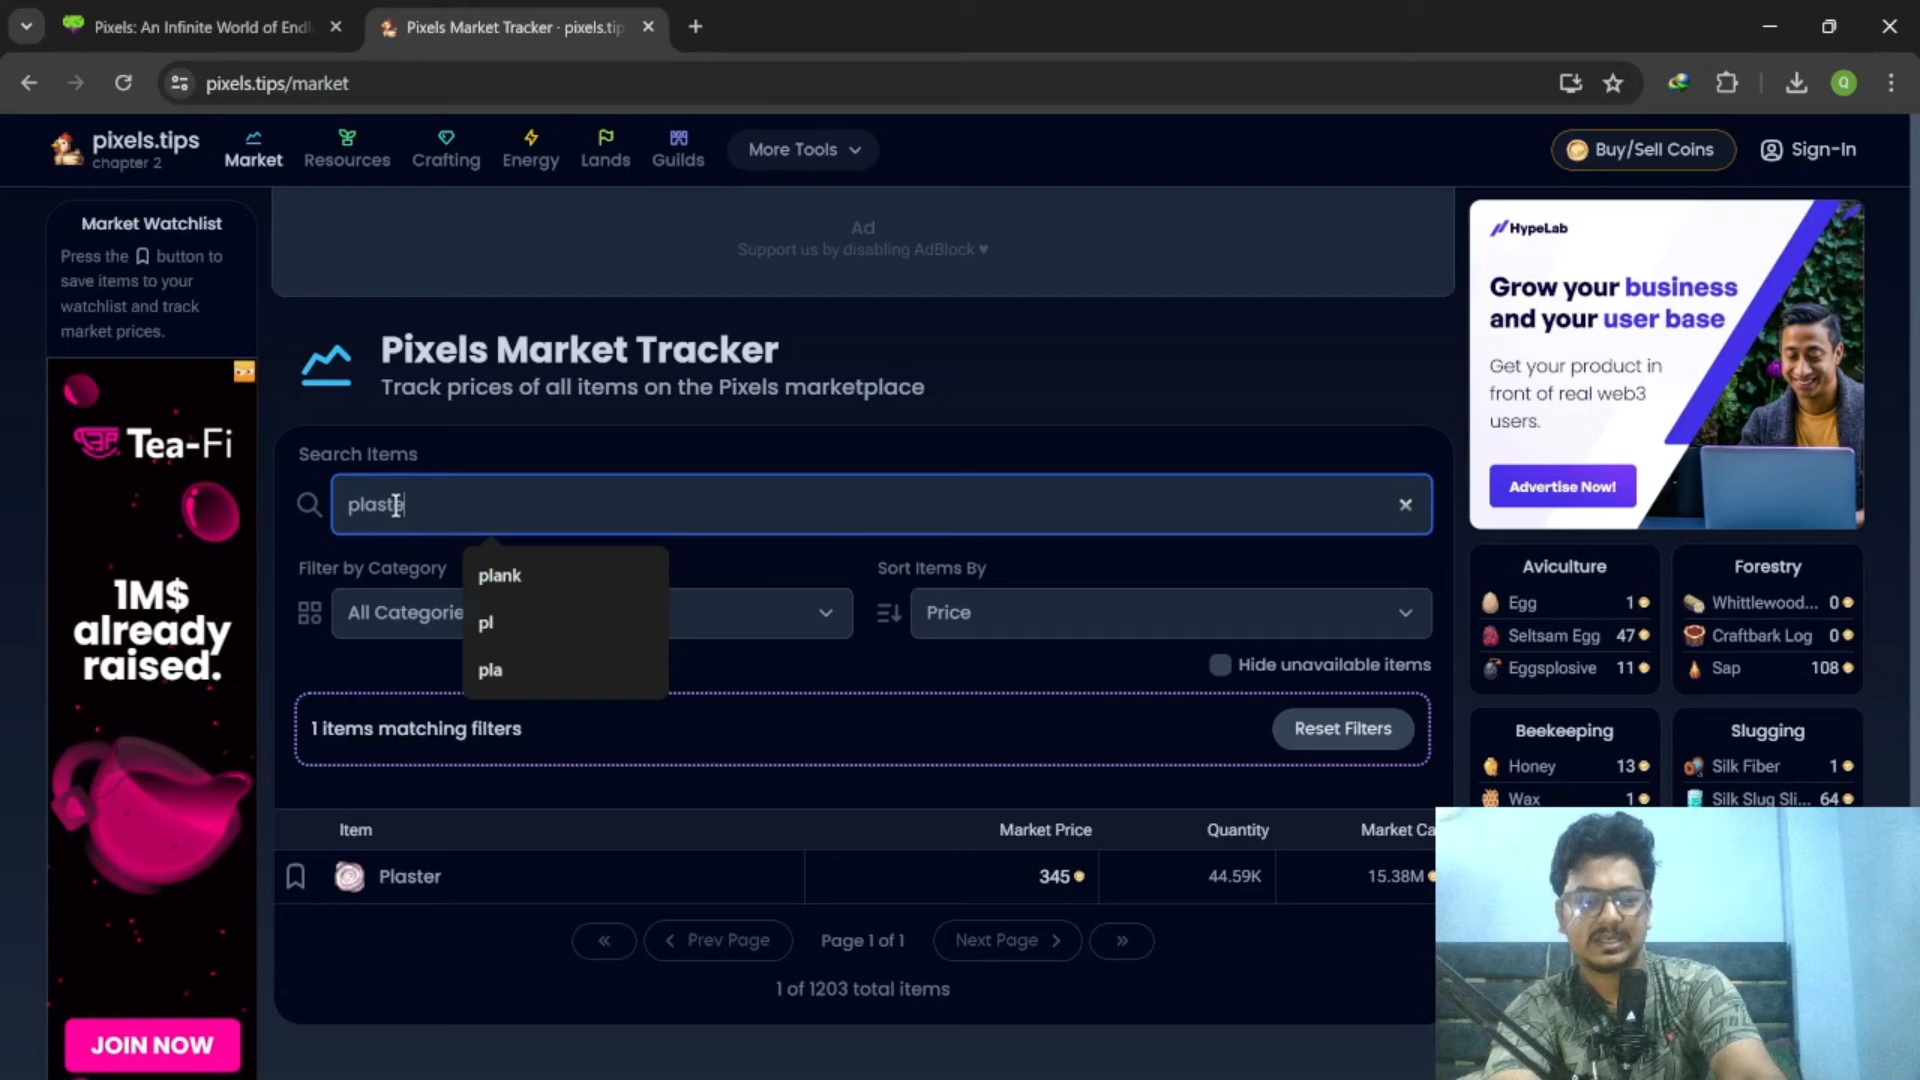 Pixels: An Infinite World of Endl
Pixels Market Tracker · pixels.tip
pixels.tips/market
Q
pixels.tips
chapter 2
Market
Resources
Crafting
Energy
Lands
Guilds
More Tools
Buy/Sell Coins
Sign-In
Market Watchlist
Press the button to
save items to your
watchlist and track
market prices.
Tea-Fi
1M$
already
raised.
JOIN NOW
Ad
Support us by disabling AdBlock ♥
Pixels Market Tracker
Track prices of all items on the Pixels marketplace
Search Items
plaste
plank
pl
pla
Filter by Category
All Categorie
Sort Items By
Price
Hide unavailable items
1 items matching filters
Reset Filters
Item
Market Price
Quantity
Market Ca
Plaster
345
44.59K
15.38M
«
Prev Page
Page 1 of 1
Next Page
»
1 of 1203 total items
HypeLab
Grow your business
and your user base
Get your product in
front of real web3
users.
Advertise Now!
Aviculture
Egg 1
Seltsam Egg 47
Eggsplosive 11
Forestry
Whittlewood... 0
Craftbark Log 0
Sap 108
Beekeeping
Honey 13
Wax 1
Slugging
Silk Fiber 1
Silk Slug Sli... 64